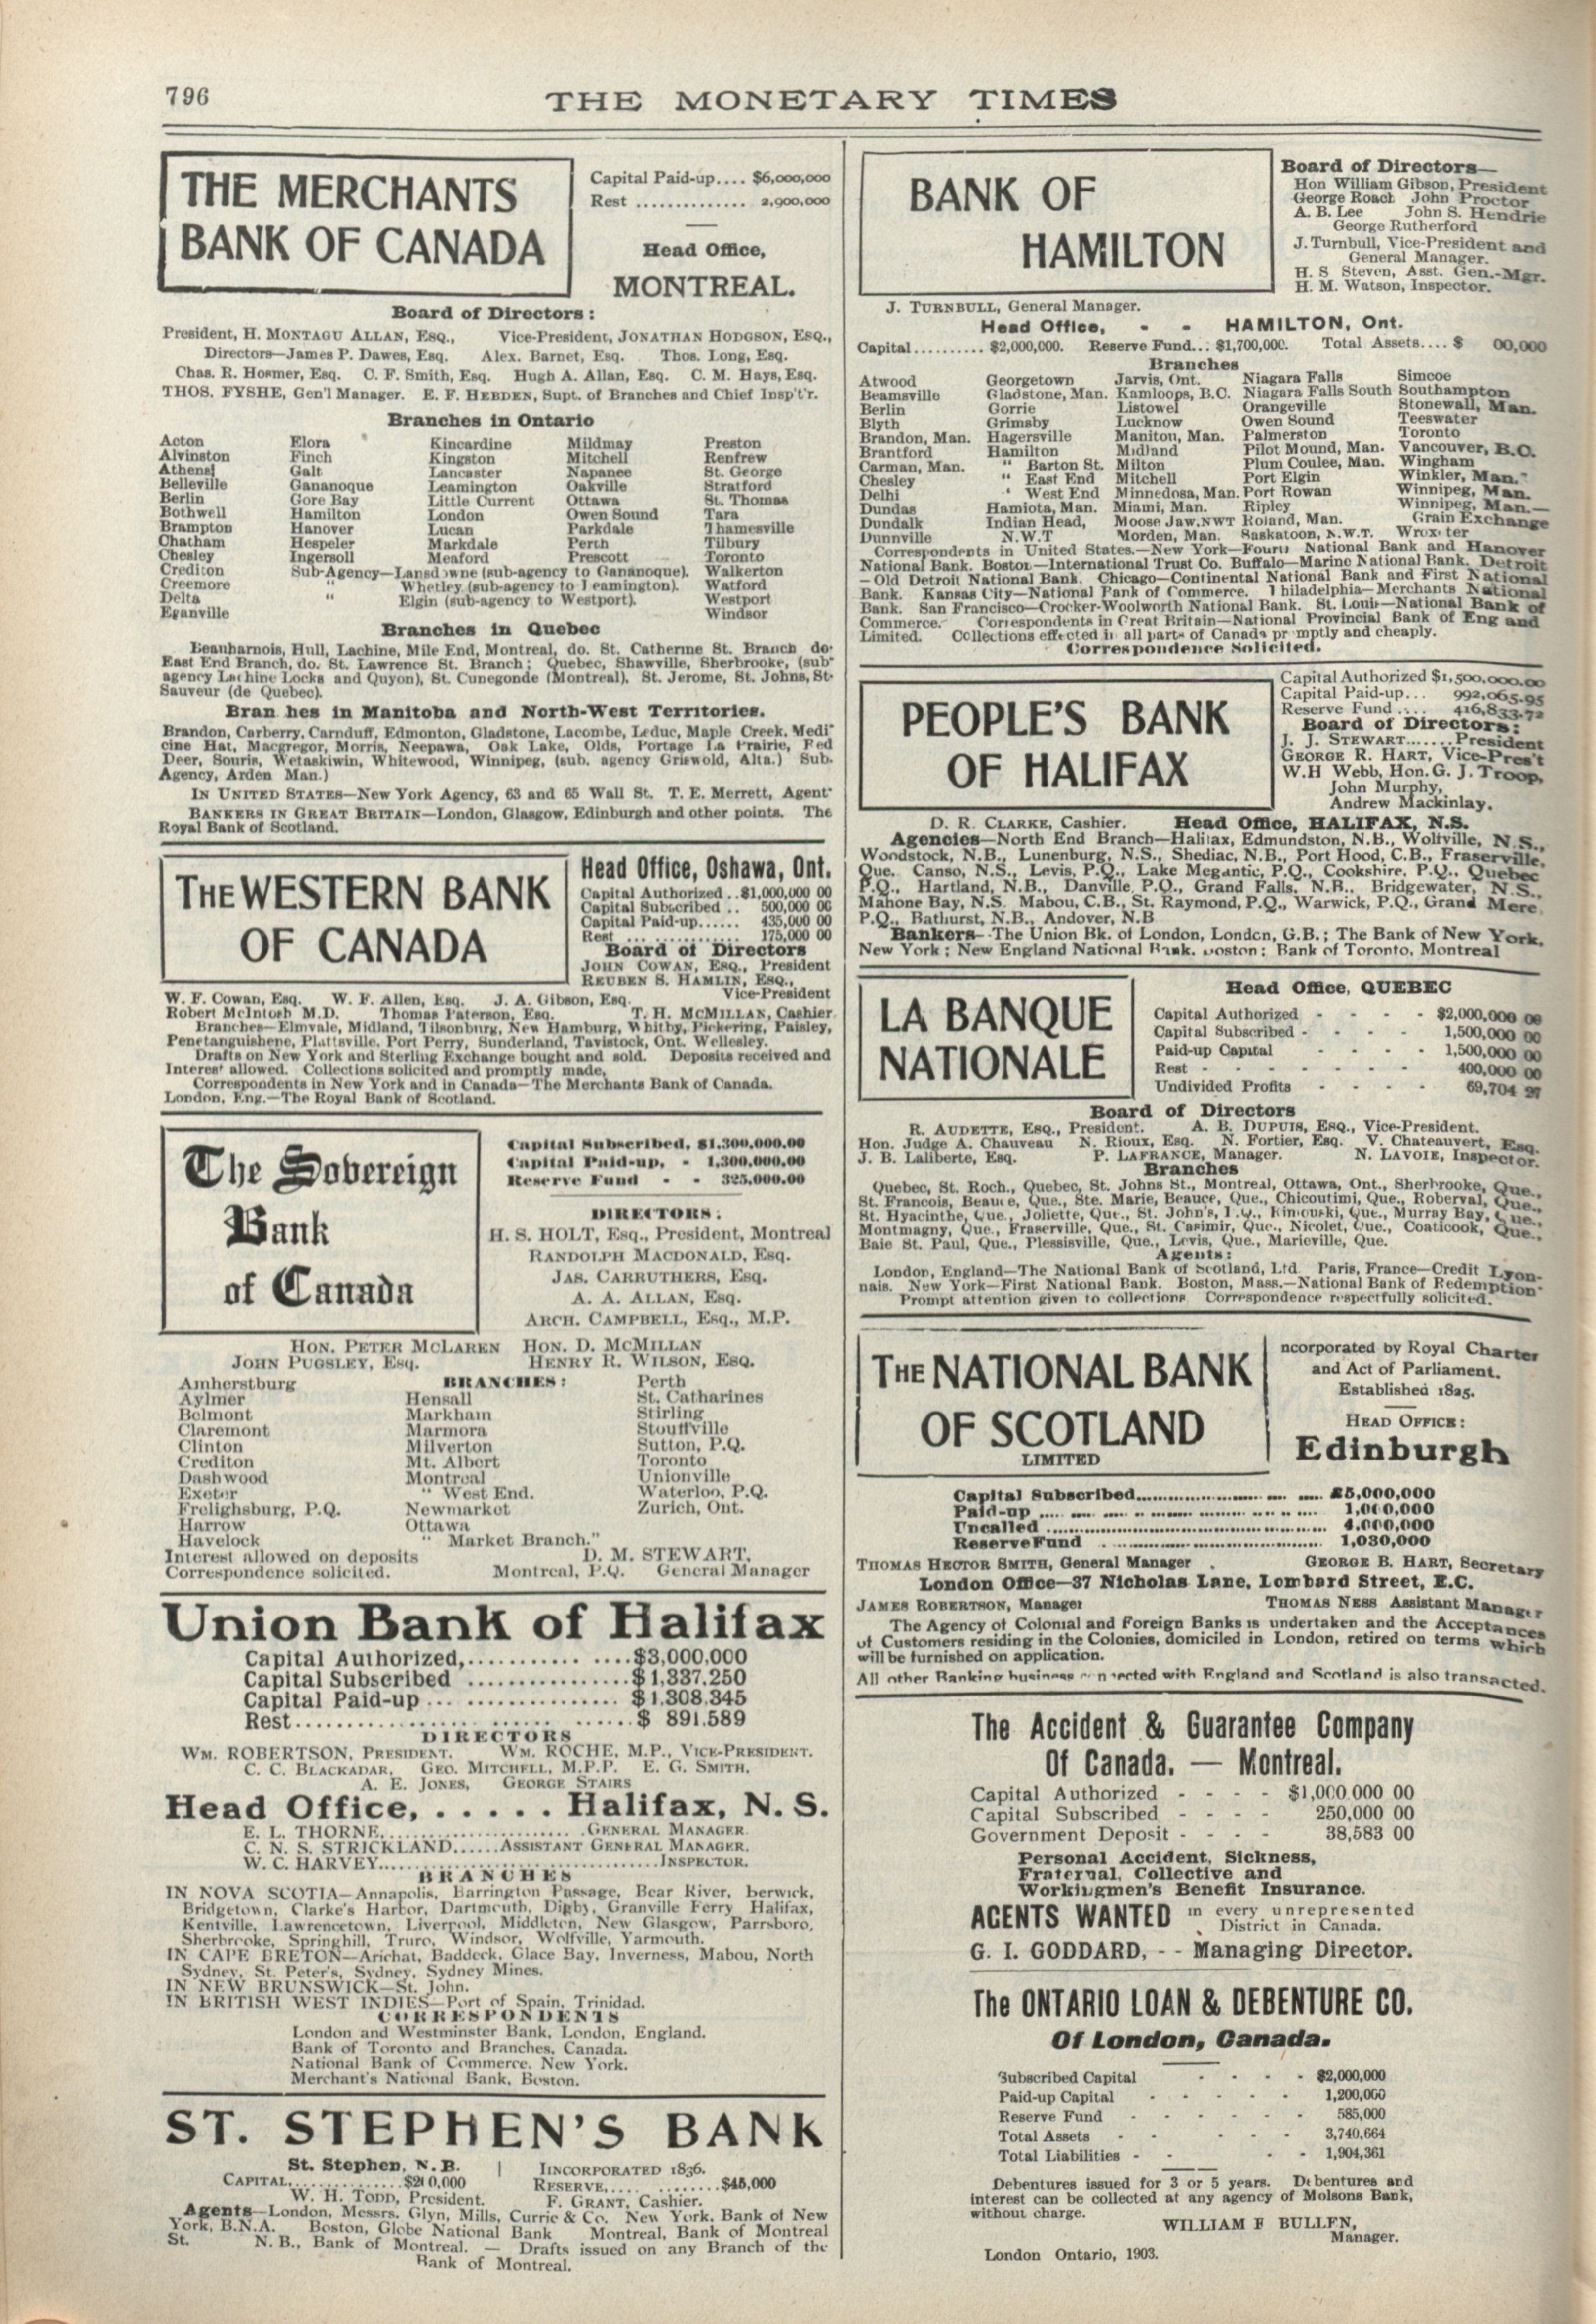 796
THE MONETARY TIMES
THE MERCHANTS
BANK OF CANADA
Capital Paid-up.... $6,000,000
Rest .............. 2,900,000
Head Office,
MONTREAL.
Board of Directors:
President, H. MONTAGU ALLAN, ESQ., Vice-President, JONATHAN HODGSON, ESQ.,
Directors—James P. Dawes, Esq. Alex. Barnet, Esq. Thos. Long, Esq.
Chas. R. Hosmer, Esq. C. F. Smith, Esq. Hugh A. Allan, Esq. C. M. Hays, Esq.
THOS. FYSHE, Gen'l Manager. E. F. HEBDEN, Supt. of Branches and Chief Insp't'r.
Branches in Ontario
Acton Elora Kincardine Mildmay Preston
Alvinston Finch Kingston Mitchell Renfrew
Athens Galt Lancaster Napanee St. George
Belleville Gananoque Leamington Oakville Stratford
Berlin Gore Bay Little Current Ottawa St. Thomas
Bothwell Hamilton London Owen Sound Tara
Brampton Hanover Lucan Parkdale Thamesville
Chatham Hespeler Markdale Perth Tilbury
Chesley Ingersoll Meaford Prescott Toronto
Crediton Sub-Agency—Lansdowne (sub-agency to Gananoque). Walkerton
Creemore " Whetley (sub-agency to Leamington). Watford
Delta " Elgin (sub-agency to Westport). Westport
Eganville Windsor
Branches in Quebec
Beauharnois, Hull, Lachine, Mile End, Montreal, do. St. Catherine St. Branch do.
East End Branch, do. St. Lawrence St. Branch; Quebec, Shawville, Sherbrooke, (sub-
agency Lachine Locks and Quyon), St. Cunegonde (Montreal), St. Jerome, St. Johns, St.
Sauveur (de Quebec).
Bran hes in Manitoba and North-West Territories.
Brandon, Carberry, Carnduff, Edmonton, Gladstone, Lacombe, Leduc, Maple Creek, Medi-
cine Hat, Macgregor, Morris, Neepawa, Oak Lake, Olds, Portage La Prairie, Red
Deer, Souris, Wetaskiwin, Whitewood, Winnipeg, (sub. agency Griswold, Alta.) Sub.
Agency, Arden Man.)
IN UNITED STATES—New York Agency, 63 and 65 Wall St. T. E. Merrett, Agent
BANKERS IN GREAT BRITAIN—London, Glasgow, Edinburgh and other points. The
Royal Bank of Scotland.
THE WESTERN BANK
OF CANADA
Head Office, Oshawa, Ont.
Capital Authorized..$1,000,000 00
Capital Subscribed .. 500,000 00
Capital Paid-up...... 435,000 00
Rest ................ 175,000 00
Board of Directors
JOHN COWAN, ESQ., President
REUBEN S. HAMLIN, ESQ.,
Vice-President
W. F. Cowan, Esq. W. F. Allen, Esq. J. A. Gibson, Esq.
Robert McIntosh M.D. Thomas Paterson, Esq. T. H. MCMILLAN, Cashier
Branches—Elmvale, Midland, Tilsonburg, New Hamburg, Whitby, Pickering, Paisley,
Penetanguishene, Plattsville, Port Perry, Sunderland, Tavistock, Ont. Wellesley.
Drafts on New York and Sterling Exchange bought and sold. Deposits received and
Interest allowed. Collections solicited and promptly made,
Correspondents in New York and in Canada—The Merchants Bank of Canada.
London, Eng.—The Royal Bank of Scotland.
The Sovereign
Bank
of Canada
Capital Subscribed, $1,300,000.00
Capital Paid-up, - 1,300,000.00
Reserve Fund - - 325,000.00
DIRECTORS:
H. S. HOLT, Esq., President, Montreal
RANDOLPH MACDONALD, Esq.
JAS. CARRUTHERS, Esq.
A. A. ALLAN, Esq.
ARCH. CAMPBELL, Esq., M.P.
HON. PETER MCLAREN HON. D. MCMILLAN
JOHN PUGSLEY, Esq. HENRY R. WILSON, ESQ.
BRANCHES:
Amherstburg Perth
Aylmer Hensall St. Catharines
Belmont Markham Stirling
Claremont Marmora Stouffville
Clinton Milverton Sutton, P.Q.
Crediton Mt. Albert Toronto
Dashwood Montreal Unionville
Exeter " West End. Waterloo, P.Q.
Frelighsburg, P.Q. Newmarket Zurich, Ont.
Harrow Ottawa
Havelock " Market Branch."
Interest allowed on deposits D. M. STEWART,
Correspondence solicited. Montreal, P.Q. General Manager
Union Bank of Halifax
Capital Authorized,........... ....$3,000,000
Capital Subscribed ................$1,337.250
Capital Paid-up ... ............... $1,308,345
Rest.............................$ 891.589
DIRECTORS
WM. ROBERTSON, PRESIDENT. WM. ROCHE, M.P., VICE-PRESIDENT.
C. C. BLACKADAR, GEO. MITCHELL, M.P.P. E. G. SMITH.
A. E. JONES, GEORGE STAIRS
Head Office, . . . . . Halifax, N. S.
E. L. THORNE,........................GENERAL MANAGER.
C. N. S. STRICKLAND......ASSISTANT GENERAL MANAGER.
W. C. HARVEY..............................INSPECTOR.
BRANCHES
IN NOVA SCOTIA—Annapolis, Barrington Passage, Bear River, Berwick,
Bridgetown, Clarke's Harbor, Dartmouth, Digby, Granville Ferry Halifax,
Kentville, Lawrencetown, Liverpool, Middleton, New Glasgow, Parrsboro,
Sherbrooke, Springhill, Truro, Windsor, Wolfville, Yarmouth.
IN CAPE BRETON—Arichat, Baddeck, Glace Bay, Inverness, Mabou, North
Sydney, St. Peter's, Sydney, Sydney Mines.
IN NEW BRUNSWICK—St. John.
IN BRITISH WEST INDIES—Port of Spain, Trinidad.
CORRESPONDENTS
London and Westminster Bank, London, England.
Bank of Toronto and Branches, Canada.
National Bank of Commerce, New York.
Merchant's National Bank, Boston.
ST. STEPHEN'S BANK
St. Stephen, N.B. | INCORPORATED 1836.
CAPITAL...............$200,000 RESERVE,.... ........$45,000
W. H. TODD, President. F. GRANT, Cashier.
Agents—London, Messrs. Glyn, Mills, Currie & Co. New York, Bank of New
York, B.N.A. Boston, Globe National Bank Montreal, Bank of Montreal
St. N. B., Bank of Montreal. — Drafts issued on any Branch of the
Bank of Montreal.
BANK OF
HAMILTON
Board of Directors—
Hon William Gibson, President
George Roach John Proctor
A. B. Lee John S. Hendrie
George Rutherford
J. Turnbull, Vice-President and
General Manager.
H. S Steven, Asst. Gen.-Mgr.
H. M. Watson, Inspector.
J. TURNBULL, General Manager.
Head Office, - - HAMILTON, Ont.
Capital.......... $2,000,000. Reserve Fund... $1,700,000. Total Assets.... $ 00,000
Branches
Atwood Georgetown Jarvis, Ont. Niagara Falls Simcoe
Beamsville Gladstone, Man. Kamloops, B.C. Niagara Falls South Southampton
Berlin Gorrie Listowel Orangeville Stonewall, Man.
Blyth Grimsby Lucknow Owen Sound Teeswater
Brandon, Man. Hagersville Manitou, Man. Palmerston Toronto
Brantford Hamilton Midland Pilot Mound, Man. Vancouver, B.C.
Carman, Man. " Barton St. Milton Plum Coulee, Man. Wingham
Chesley " East End Mitchell Port Elgin Winkler, Man.
Delhi " West End Minnedosa, Man. Port Rowan Winnipeg, Man.
Dundas Hamiota, Man. Miami, Man. Ripley Winnipeg, Man.—
Dundalk Indian Head, Moose Jaw, NWT Roland, Man. Grain Exchange
Dunnville N.W.T Morden, Man. Saskatoon, N.W.T. Wroxeter
Correspondents in United States.—New York—Fourth National Bank and Hanover
National Bank. Boston—International Trust Co. Buffalo—Marine National Bank. Detroit
—Old Detroit National Bank. Chicago—Continental National Bank and First National
Bank. Kansas City—National Bank of Commerce. Philadelphia—Merchants National
Bank. San Francisco—Crocker-Woolworth National Bank. St. Louis—National Bank of
Commerce. Correspondents in Great Britain—National Provincial Bank of Eng and
Limited. Collections effected in all parts of Canada pr mptly and cheaply.
Correspondence Solicited.
PEOPLE'S BANK
OF HALIFAX
Capital Authorized $1,500,000.00
Capital Paid-up... 992,065.95
Reserve Fund .... 416,833.72
Board of Directors:
J. J. STEWART.......President
GEORGE R. HART, Vice-Pres't
W.H Webb, Hon. G. J. Troop,
John Murphy,
Andrew Mackinlay.
D. R. CLARKE, Cashier. Head Office, HALIFAX, N.S.
Agencies—North End Branch—Halifax, Edmundston, N.B., Wolfville, N.S.,
Woodstock, N.B., Lunenburg, N.S., Shediac, N.B., Port Hood, C.B., Fraserville,
Que. Canso, N.S., Levis, P.Q., Lake Megantic, P.Q., Cookshire, P.Q., Quebec
P.Q., Hartland, N.B., Danville, P.Q., Grand Falls, N.B., Bridgewater, N.S.,
Mahone Bay, N.S. Mabou, C.B., St. Raymond, P.Q., Warwick, P.Q., Grand Mere,
P.Q., Bathurst, N.B., Andover, N.B
Bankers—The Union Bk. of London, London, G.B.; The Bank of New York,
New York; New England National Bank, Boston; Bank of Toronto, Montreal
LA BANQUE
NATIONALE
Head Office, QUEBEC
Capital Authorized - - - - $2,000,000 00
Capital Subscribed - - - - 1,500,000 00
Paid-up Capital - - - - 1,500,000 00
Rest - - - - - - - 400,000 00
Undivided Profits - - - - 69,704 27
Board of Directors
R. AUDETTE, ESQ., President. A. B. DUPUIS, ESQ., Vice-President.
Hon. Judge A. Chauveau N. Rioux, Esq. N. Fortier, Esq. V. Chateauvert, Esq.
J. B. Laliberte, Esq. P. LAFRANCE, Manager. N. LAVOIE, Inspector.
Branches
Quebec, St. Roch., Quebec, St. Johns St., Montreal, Ottawa, Ont., Sherbrooke, Que.,
St. Francois, Beauce, Que., Ste. Marie, Beauce, Que., Chicoutimi, Que., Roberval, Que.,
St. Hyacinthe, Que., Joliette, Que., St. John's, P.Q., Rimouski, Que., Murray Bay, Que.,
Montmagny, Que., Fraserville, Que., St. Casimir, Que., Nicolet, Que., Coaticook, Que.,
Baie St. Paul, Que., Plessisville, Que., Levis, Que., Marieville, Que.
Agents:
London, England—The National Bank of Scotland, Ltd Paris, France—Credit Lyon-
nais. New York—First National Bank. Boston, Mass.—National Bank of Redemption
Prompt attention given to collections Correspondence respectfully solicited.
THE NATIONAL BANK
OF SCOTLAND
LIMITED
ncorporated by Royal Charter
and Act of Parliament.
Established 1825.
HEAD OFFICE:
Edinburgh
Capital Subscribed........................ £5,000,000
Paid-up ........................ 1,000,000
Uncalled ........................ 4,000,000
Reserve Fund ........................ 1,030,000
THOMAS HECTOR SMITH, General Manager. GEORGE B. HART, Secretary
London Office—37 Nicholas Lane, Lombard Street, E.C.
JAMES ROBERTSON, Manager THOMAS NESS Assistant Manager
The Agency of Colonial and Foreign Banks is undertaken and the Acceptances
of Customers residing in the Colonies, domiciled in London, retired on terms which
will be furnished on application.
All other Banking business connected with England and Scotland is also transacted.
The Accident & Guarantee Company
Of Canada. — Montreal.
Capital Authorized - - - - $1,000 000 00
Capital Subscribed - - - - 250,000 00
Government Deposit - - - - 38,583 00
Personal Accident, Sickness,
Fraternal, Collective and
Workingmen's Benefit Insurance.
AGENTS WANTED in every unrepresented
District in Canada.
G. I. GODDARD, - - Managing Director.
The ONTARIO LOAN & DEBENTURE CO.
Of London, Canada.
Subscribed Capital - - - - $2,000,000
Paid-up Capital - - - - - 1,200,000
Reserve Fund - - - - - - 585,000
Total Assets - - - - - 3,740,664
Total Liabilities - - - - 1,904,361
Debentures issued for 3 or 5 years. Debentures and
interest can be collected at any agency of Molsons Bank,
without charge.
WILLIAM F BULLEN,
Manager.
London Ontario, 1903.